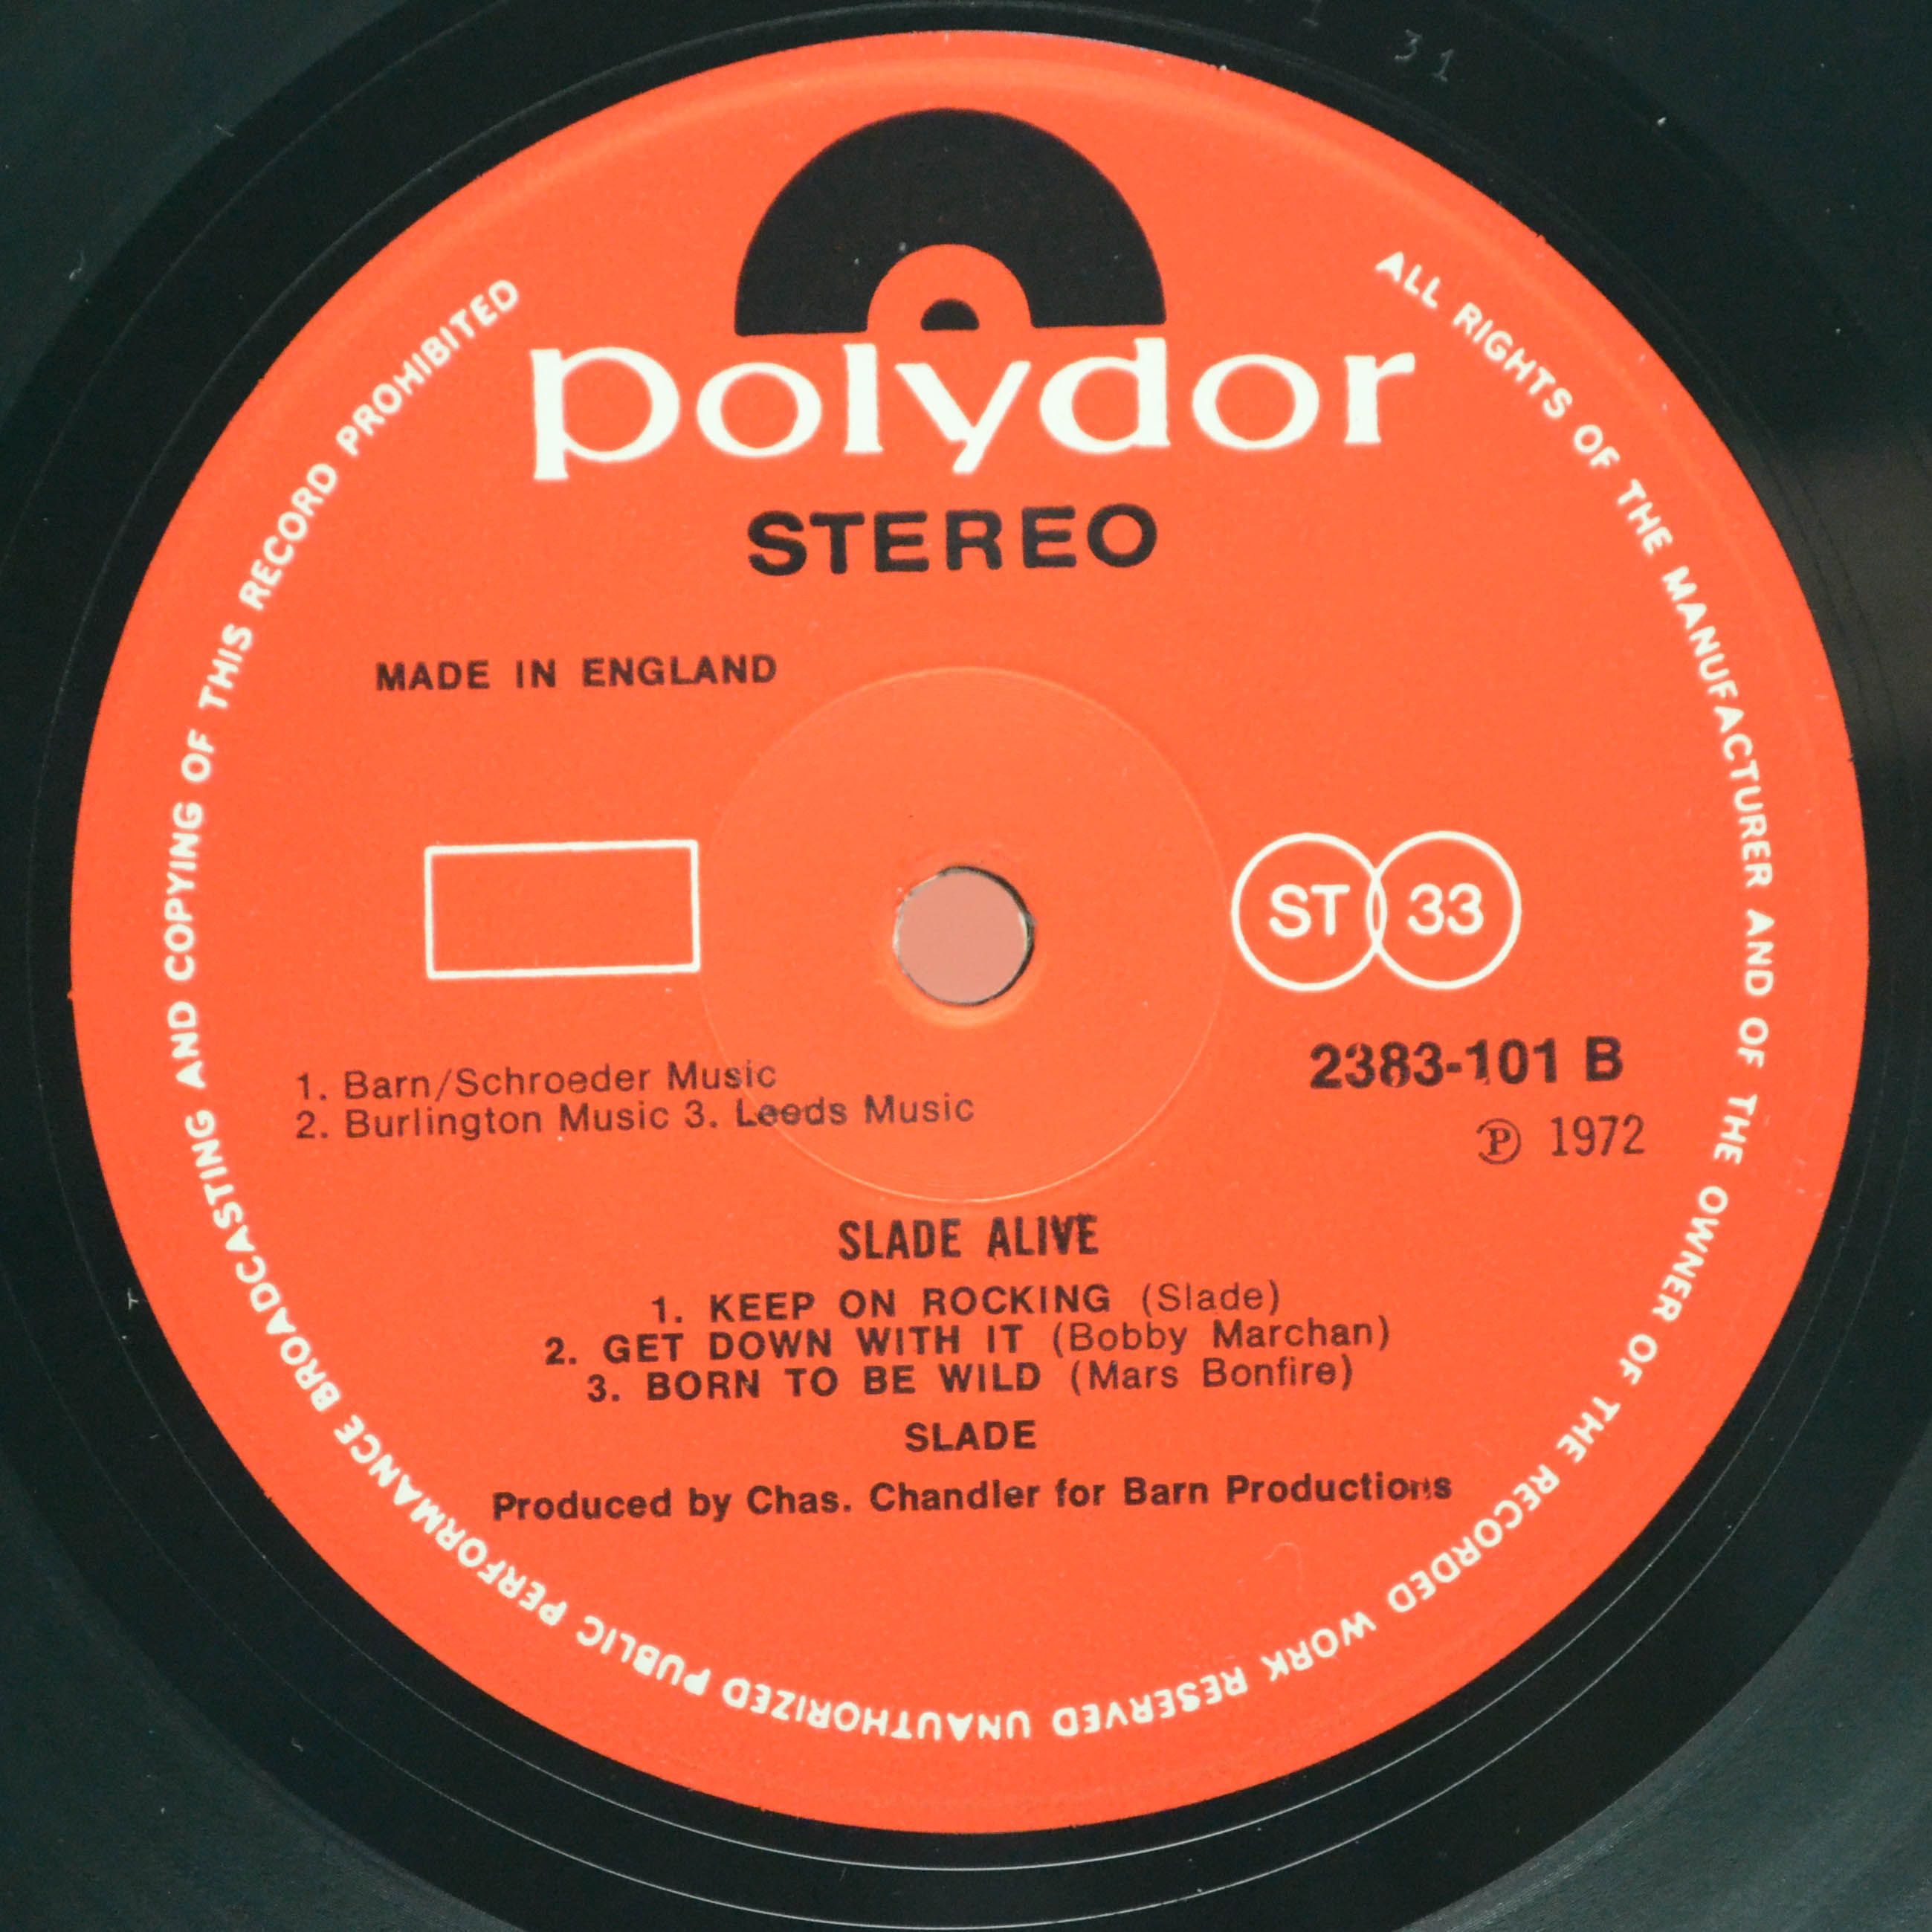 31
polydor
STEREO
MADE IN ENGLAND
ST 33
2383-101 B
℗ 1972
1. Barn/Schroeder Music
2. Burlington Music 3. Leeds Music
SLADE ALIVE
1. KEEP ON ROCKING (Slade)
2. GET DOWN WITH IT (Bobby Marchan)
3. BORN TO BE WILD (Mars Bonfire)
SLADE
Produced by Chas. Chandler for Barn Productions
ALL RIGHTS OF THE MANUFACTURER AND OF THE OWNER OF THE RECORDED WORK RESERVED UNAUTHORIZED PUBLIC PERFORMANCE BROADCASTING AND COPYING OF THIS RECORD PROHIBITED